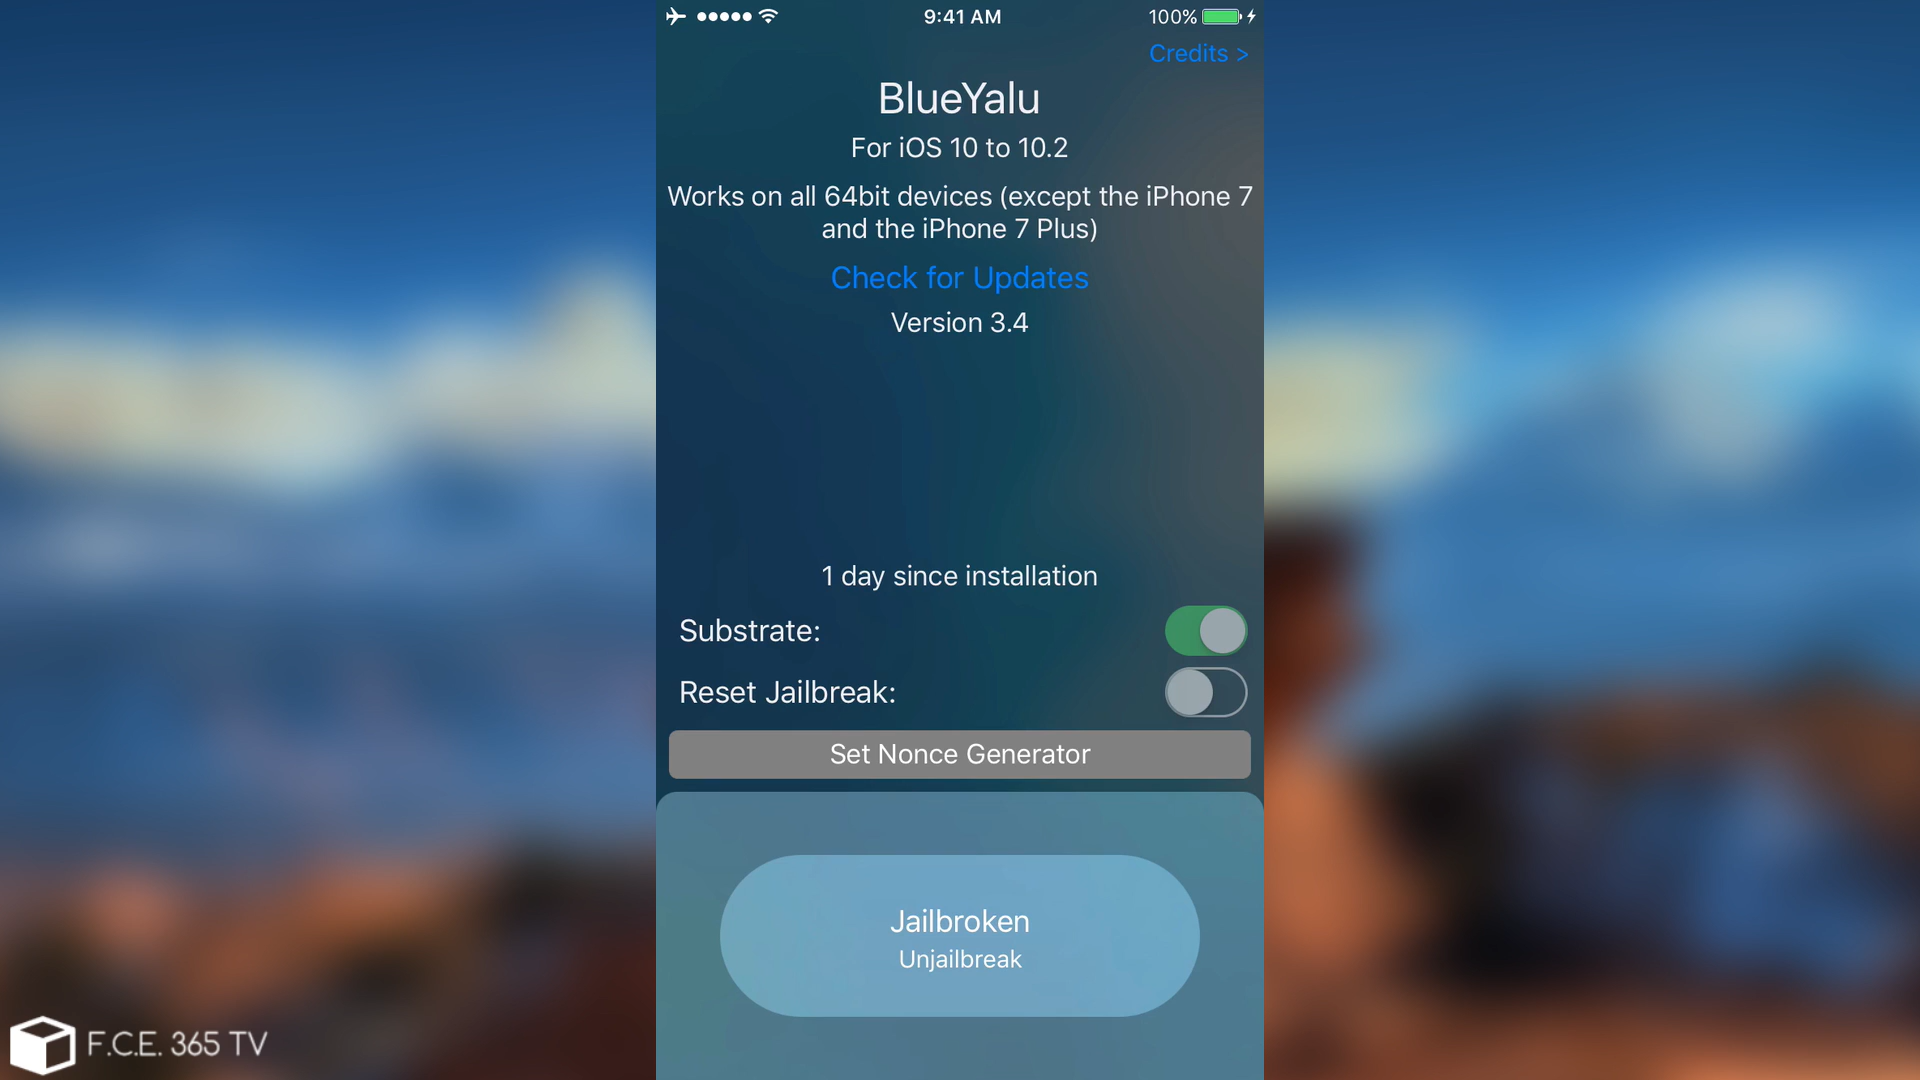 9:41 AM
100%
Credits >
BlueYalu
For iOS 10 to 10.2
Works on all 64bit devices (except the iPhone 7
and the iPhone 7 Plus)
Check for Updates
Version 3.4
1 day since installation
Substrate:
Reset Jailbreak:
Set Nonce Generator
Jailbroken
Unjailbreak
F.C.E. 365 TV